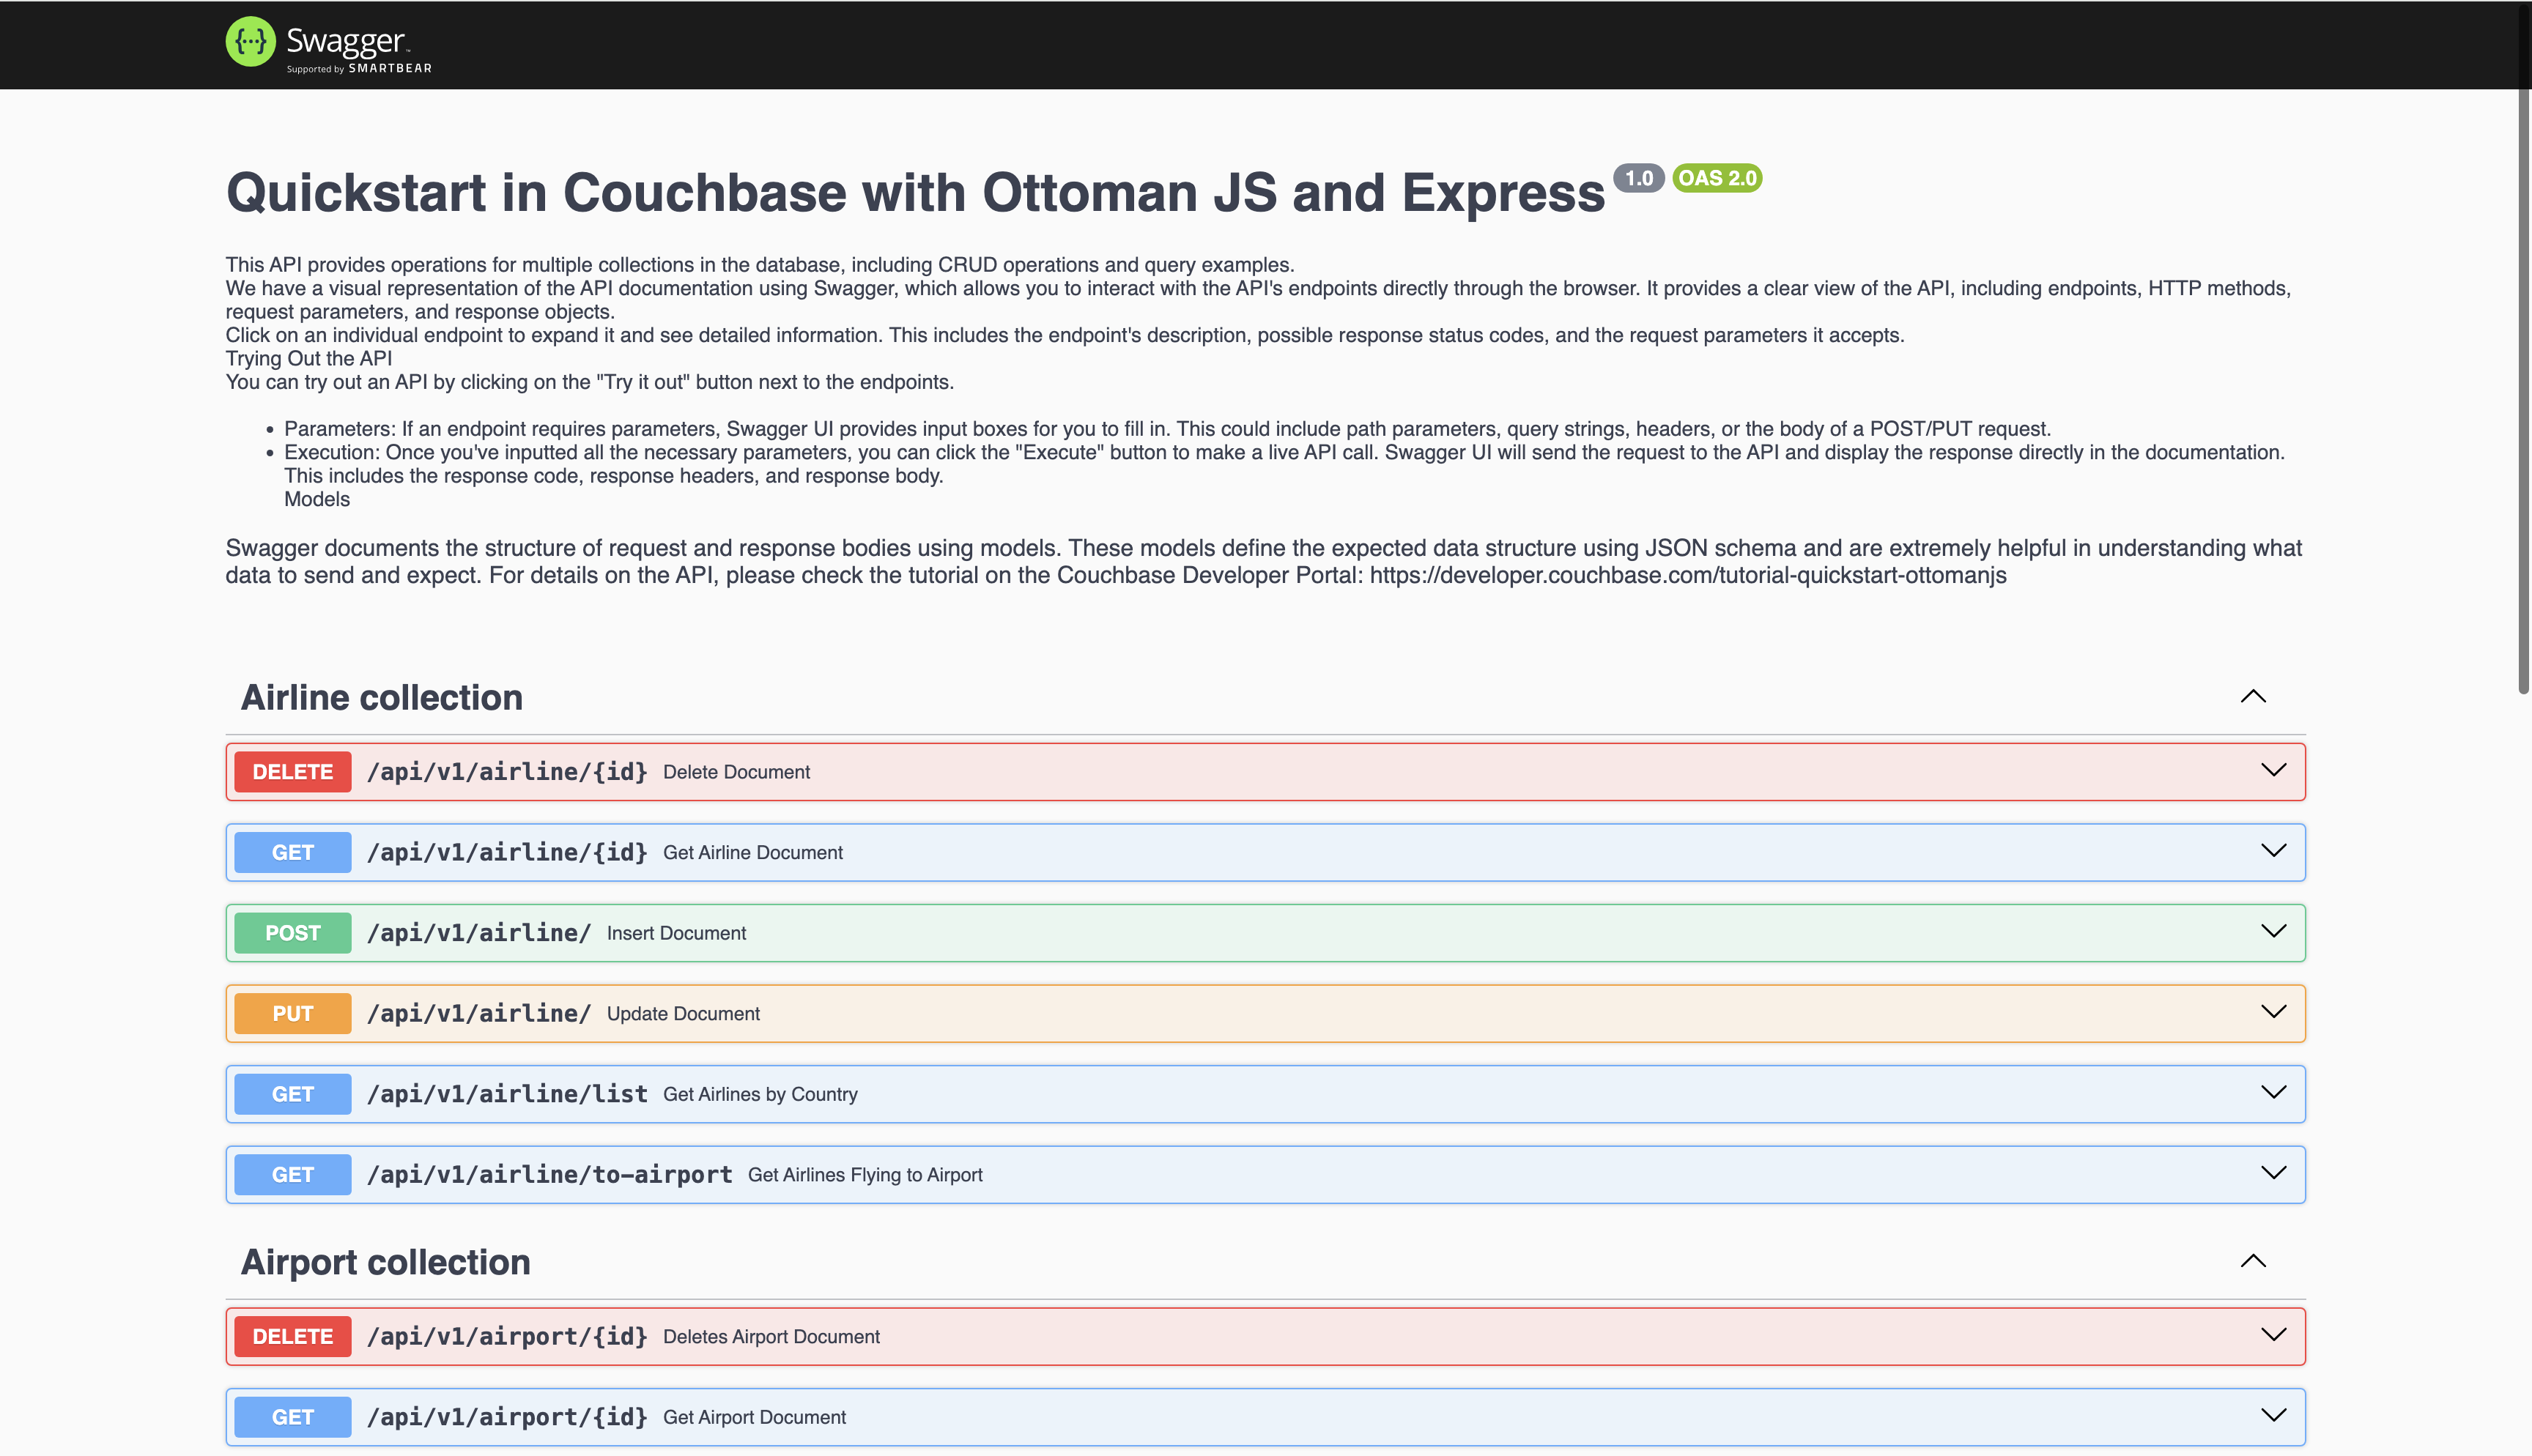 {···} Swagger™
Supported by SMARTBEAR
Quickstart in Couchbase with Ottoman JS and Express 1.0 OAS 2.0
This API provides operations for multiple collections in the database, including CRUD operations and query examples.
We have a visual representation of the API documentation using Swagger, which allows you to interact with the API's endpoints directly through the browser. It provides a clear view of the API, including endpoints, HTTP methods,
request parameters, and response objects.
Click on an individual endpoint to expand it and see detailed information. This includes the endpoint's description, possible response status codes, and the request parameters it accepts.
Trying Out the API
You can try out an API by clicking on the "Try it out" button next to the endpoints.
• Parameters: If an endpoint requires parameters, Swagger UI provides input boxes for you to fill in. This could include path parameters, query strings, headers, or the body of a POST/PUT request.
• Execution: Once you've inputted all the necessary parameters, you can click the "Execute" button to make a live API call. Swagger UI will send the request to the API and display the response directly in the documentation.
This includes the response code, response headers, and response body.
Models
Swagger documents the structure of request and response bodies using models. These models define the expected data structure using JSON schema and are extremely helpful in understanding what
data to send and expect. For details on the API, please check the tutorial on the Couchbase Developer Portal: https://developer.couchbase.com/tutorial-quickstart-ottomanjs
Airline collection
DELETE /api/v1/airline/{id} Delete Document
GET /api/v1/airline/{id} Get Airline Document
POST /api/v1/airline/ Insert Document
PUT /api/v1/airline/ Update Document
GET /api/v1/airline/list Get Airlines by Country
GET /api/v1/airline/to-airport Get Airlines Flying to Airport
Airport collection
DELETE /api/v1/airport/{id} Deletes Airport Document
GET /api/v1/airport/{id} Get Airport Document